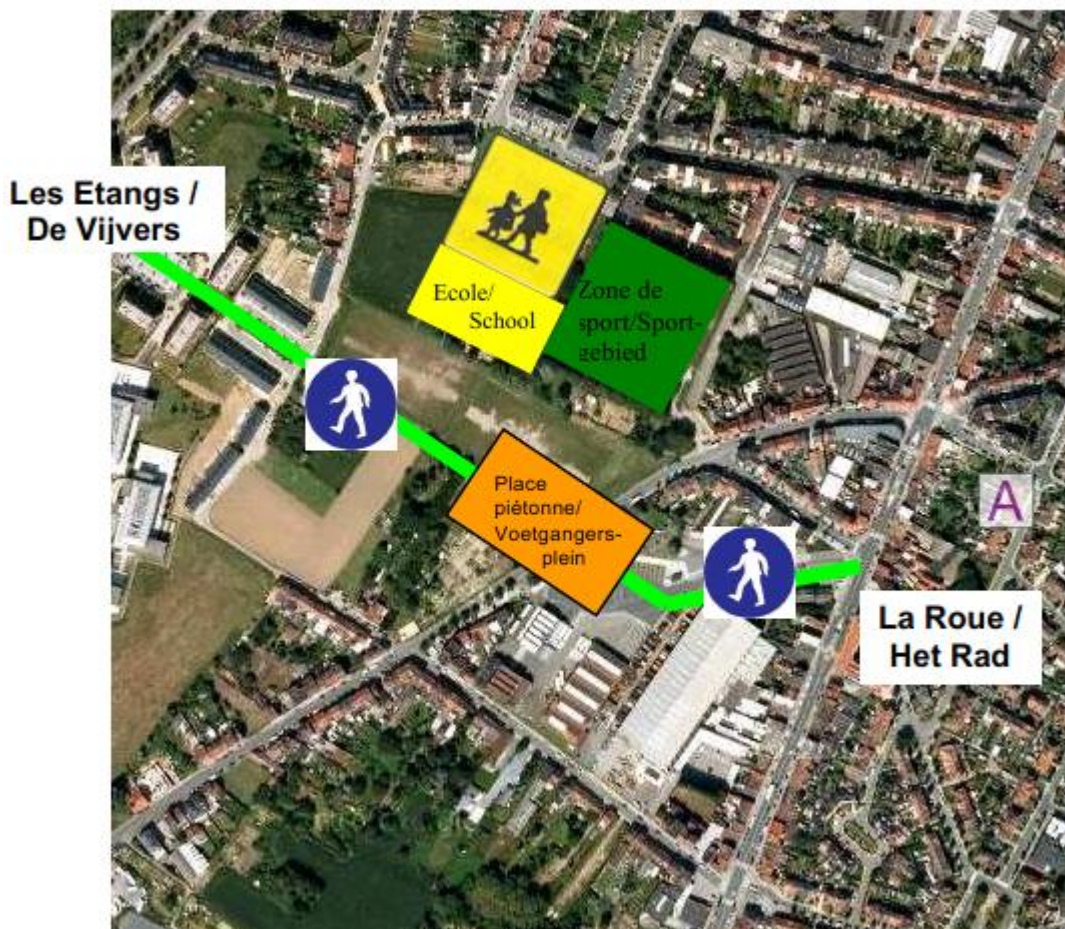 Les Etangs /
De Vijvers
Ecole/
School
Zone de
sport/Sport-
gebied
Place
piétonne/
Voetgangers-
plein
A
La Roue /
Het Rad